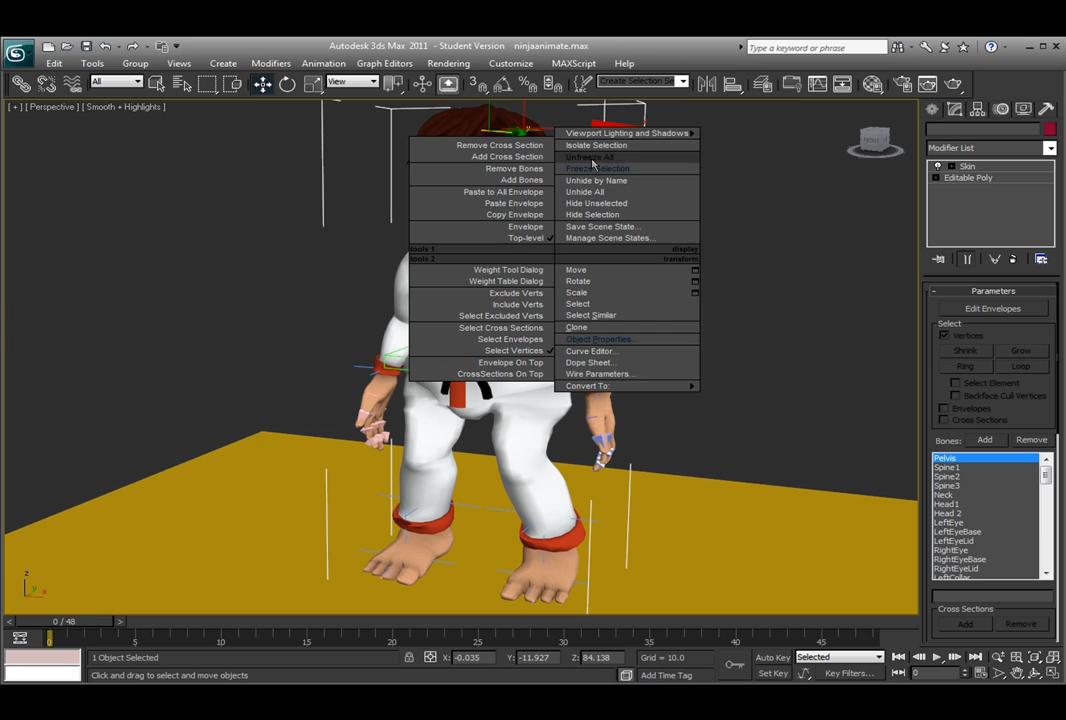 Autodesk 3ds Max 2011 - Student Version ninjaanimate.max
Type a keyword or phrase
Edit Tools Group Views Create Modifiers Animation Graph Editors Rendering Customize MAXScript Help
All View Create Selection Se
[ + ] [ Perspective ] [ Smooth + Highlights ]
Viewport Lighting and Shadows
Remove Cross Section Isolate Selection
Add Cross Section Unfreeze All
Remove Bones Freeze Selection
Add Bones Unhide by Name
Paste to All Envelope Unhide All
Paste Envelope Hide Unselected
Copy Envelope Hide Selection
Envelope Save Scene State...
Top-level Manage Scene States...
tools 1 display
tools 2 transform
Weight Tool Dialog Move
Weight Table Dialog Rotate
Exclude Verts Scale
Include Verts Select
Select Excluded Verts Select Similar
Select Cross Sections Clone
Select Envelopes Object Properties...
Select Vertices Curve Editor...
Envelope On Top Dope Sheet...
CrossSections On Top Wire Parameters...
Convert To:
Modifier List
Skin
Editable Poly
Parameters
Edit Envelopes
Select
Vertices
Shrink Grow
Ring Loop
Select Element
Backface Cull Vertices
Envelopes
Cross Sections
Bones: Add Remove
Pelvis
Spine1
Spine2
Spine3
Neck
Head1
Head 2
LeftEye
LeftEyeBase
LeftEyeLid
RightEye
RightEyeBase
RightEyeLid
LeftCollar
Cross Sections
Add Remove
z
y
x
0 / 48
0 5 10 15 20 25 30 35 40 45
1 Object Selected X: -0.035 Y: -11.927 Z: 84.138 Grid = 10.0 Auto Key Selected
Click and drag to select and move objects Add Time Tag Set Key Key Filters... 0